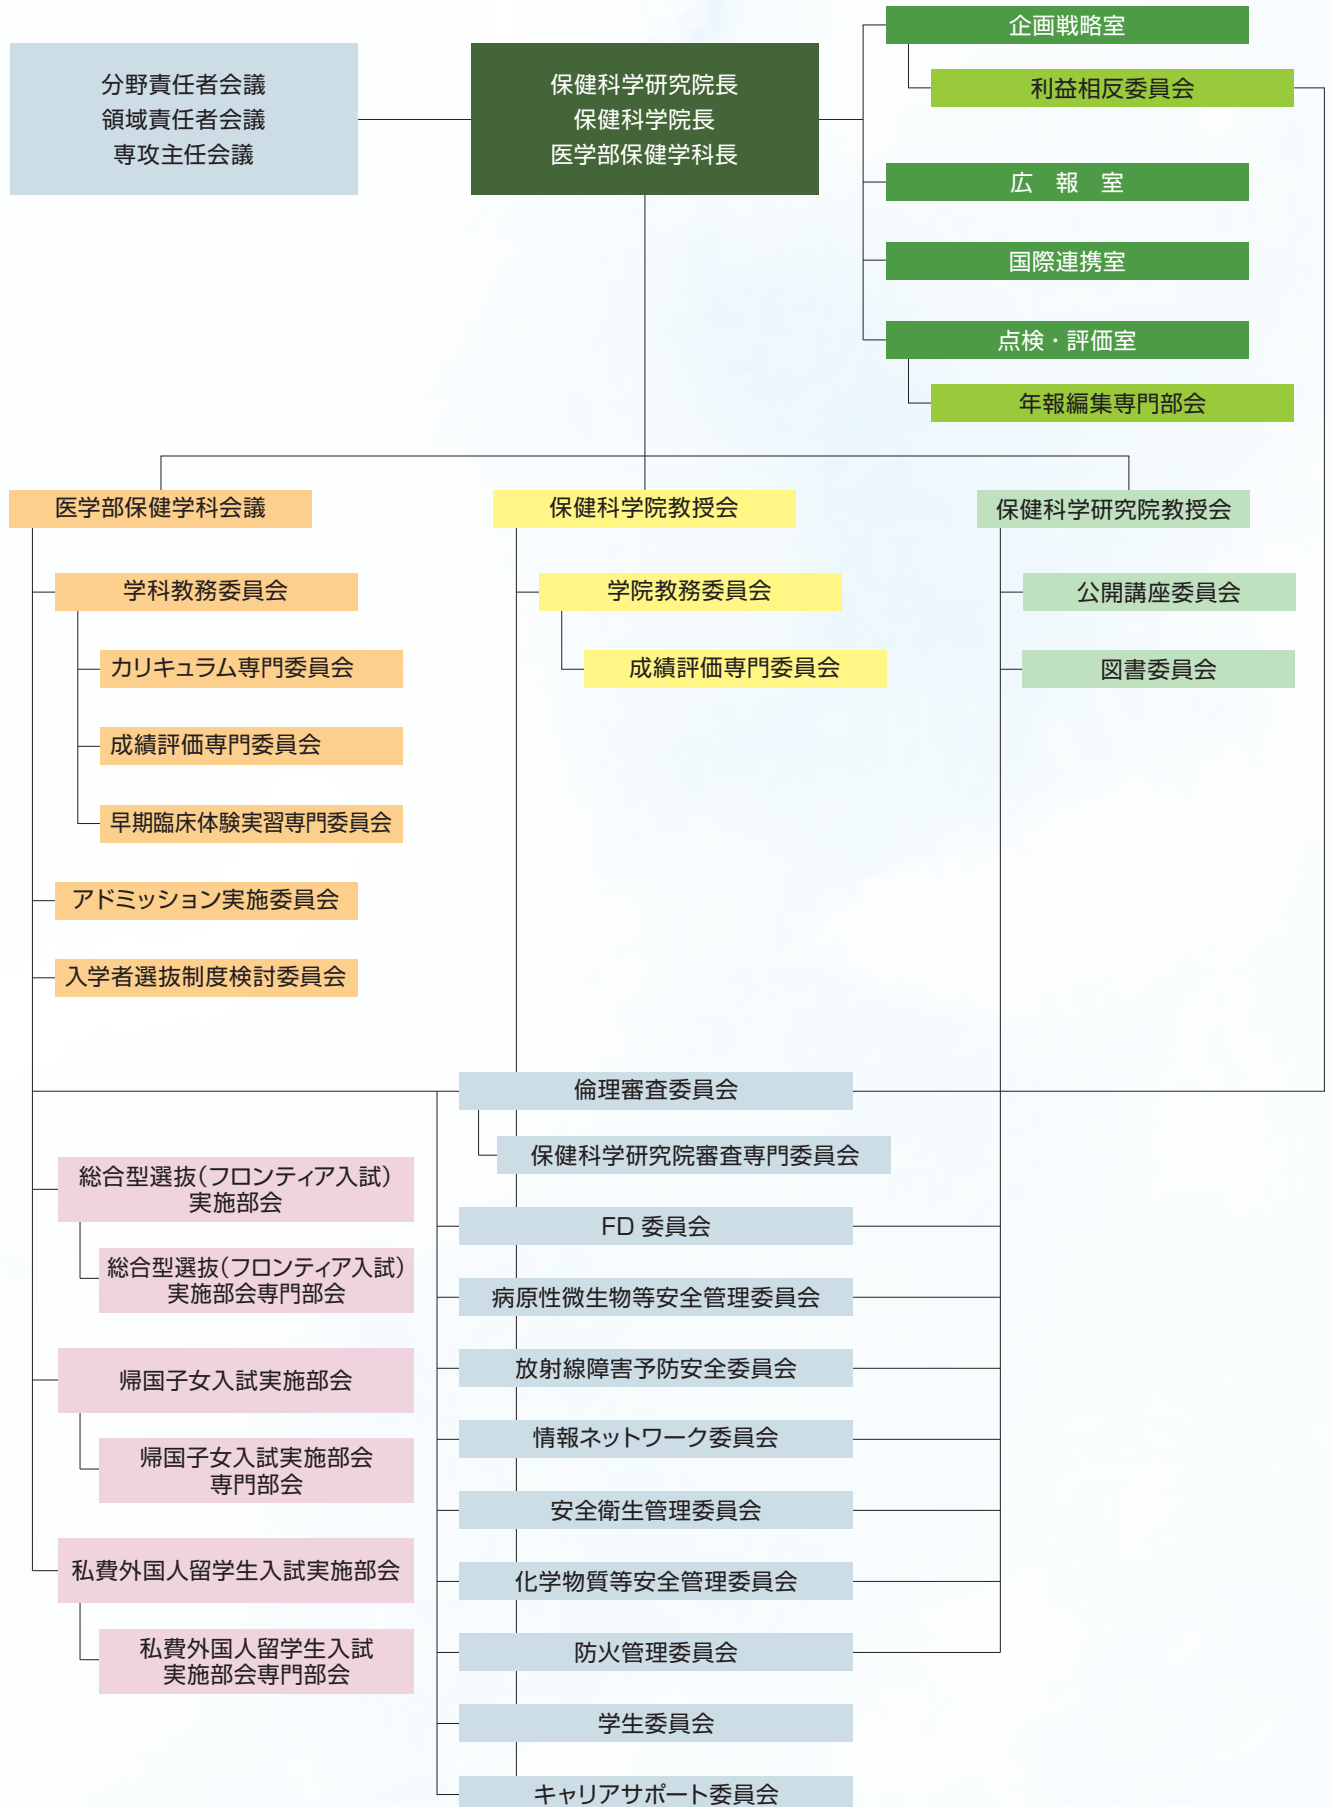 分野責任者会議
領域責任者会議
専攻主任会議
保健科学研究院長
保健科学院長
医学部保健学科長
企画戦略室
利益相反委員会
広 報 室
国際連携室
点検・評価室
年報編集専門部会
医学部保健学科会議
学科教務委員会
カリキュラム専門委員会
成績評価専門委員会
早期臨床体験実習専門委員会
アドミッション実施委員会
入学者選抜制度検討委員会
保健科学院教授会
学院教務委員会
成績評価専門委員会
保健科学研究院教授会
公開講座委員会
図書委員会
総合型選抜(フロンティア入試)
実施部会
総合型選抜(フロンティア入試)
実施部会専門部会
帰国子女入試実施部会
帰国子女入試実施部会
専門部会
私費外国人留学生入試実施部会
私費外国人留学生入試
実施部会専門部会
倫理審査委員会
保健科学研究院審査専門委員会
FD 委員会
病原性微生物等安全管理委員会
放射線障害予防安全委員会
情報ネットワーク委員会
安全衛生管理委員会
化学物質等安全管理委員会
防火管理委員会
学生委員会
キャリアサポート委員会